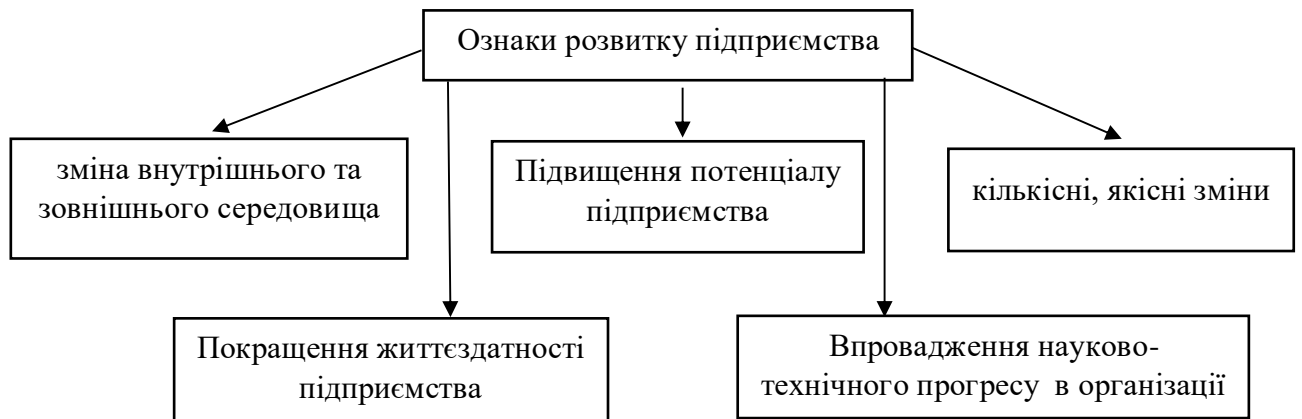 Ознаки розвитку підприємства
зміна внутрішнього та
зовнішнього середовища
Підвищення потенціалу
підприємства
кількісні, якісні зміни
Покращення життєздатності
підприємства
Впровадження науково-
технічного прогресу в організації